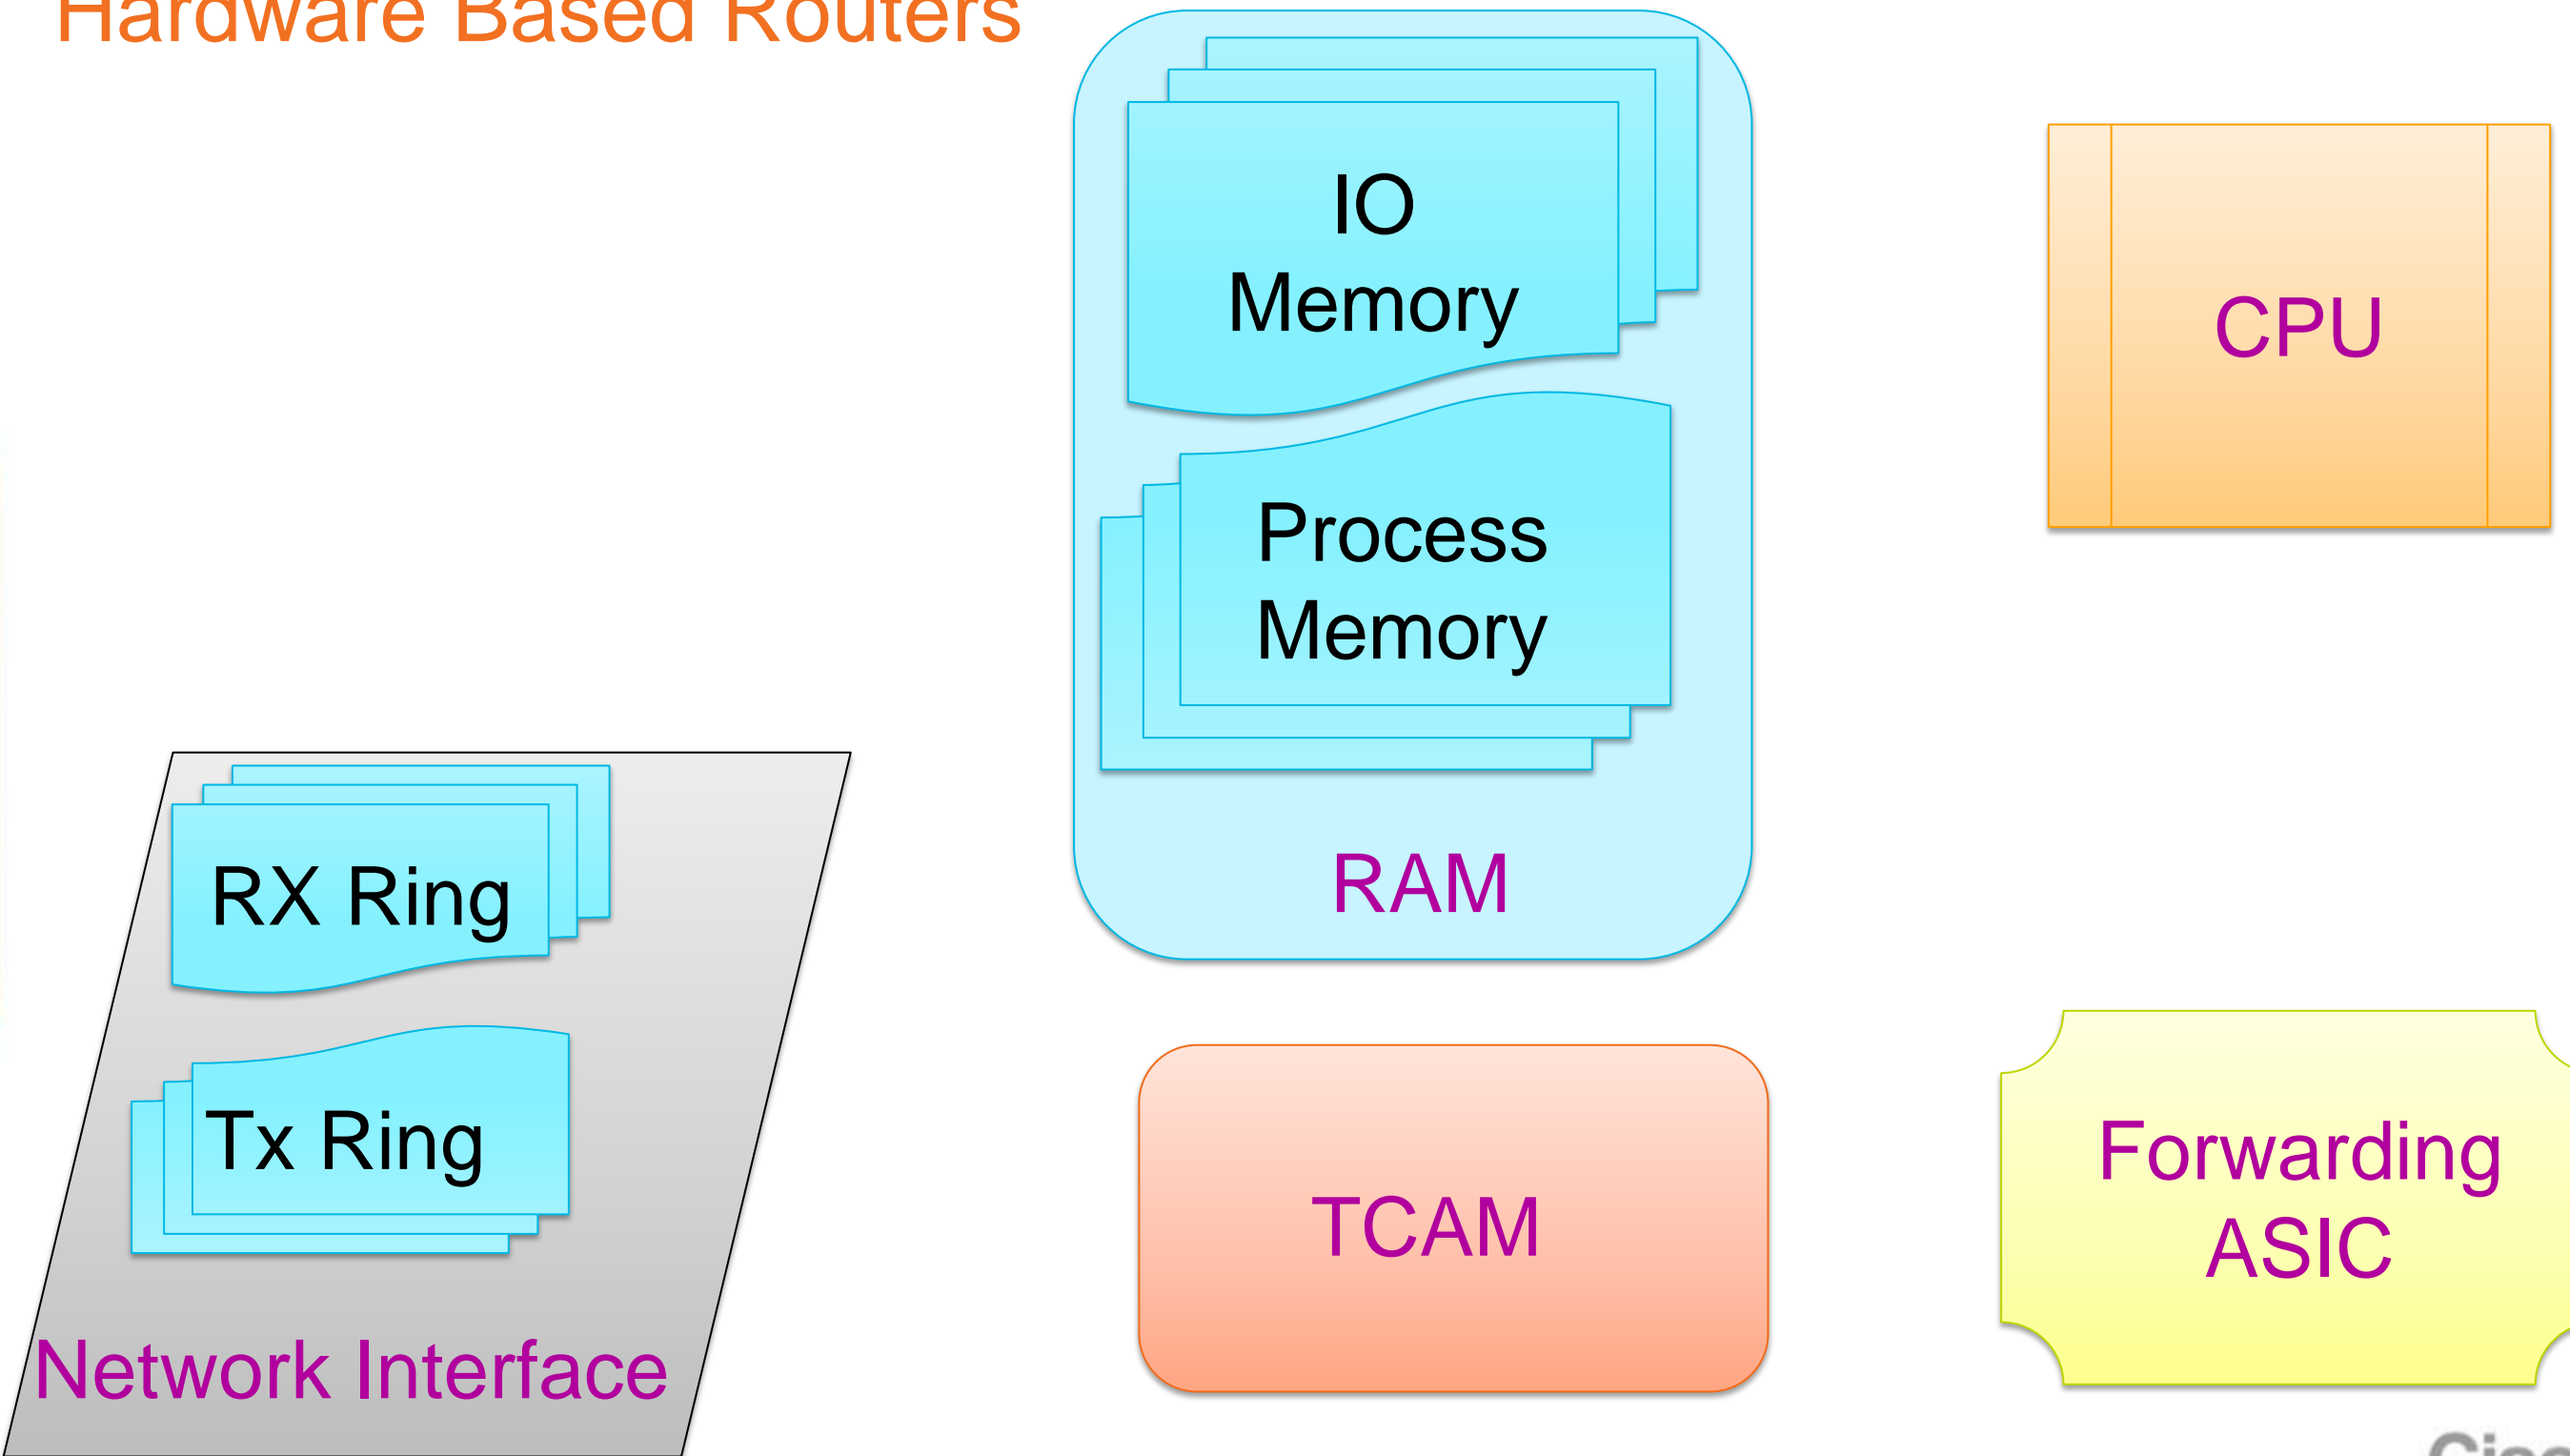 Hardware Based Routers
IO
Memory
Process
Memory
RAM
CPU
RX Ring
Tx Ring
Network Interface
TCAM
Forwarding
ASIC